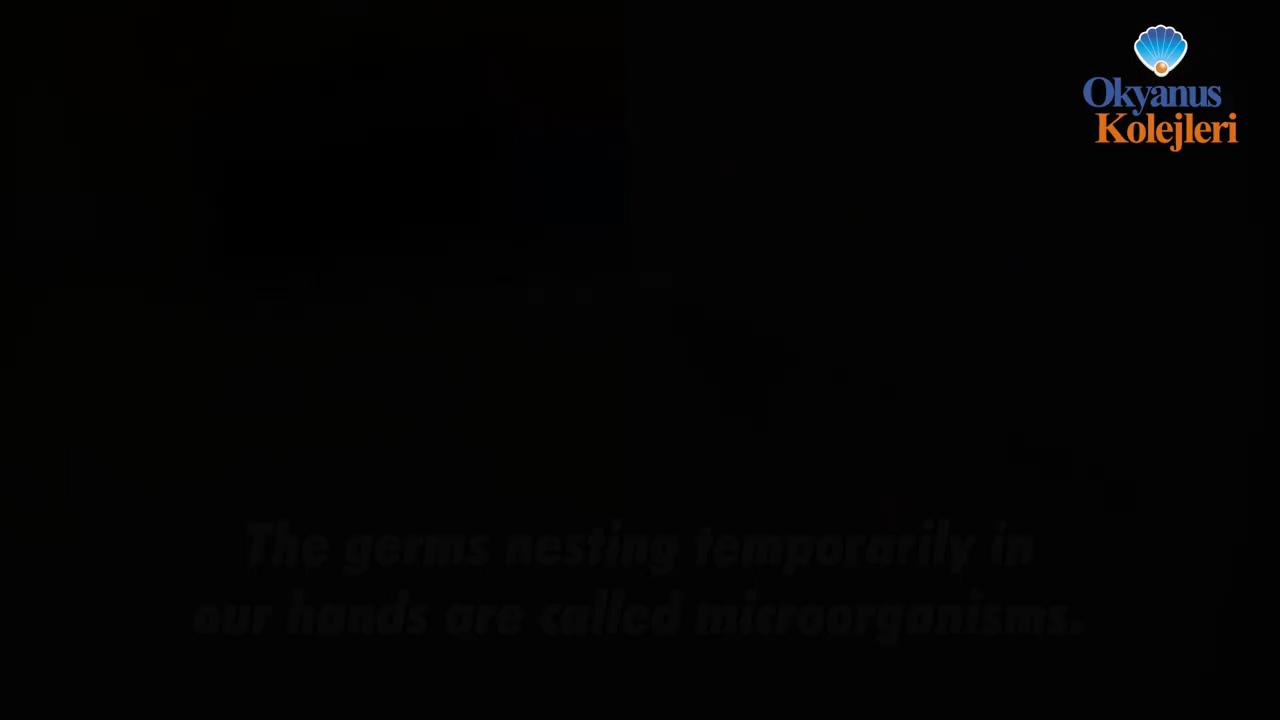 Okyanus
Kolejleri
The germs nesting temporarily in
our hands are called microorganisms.